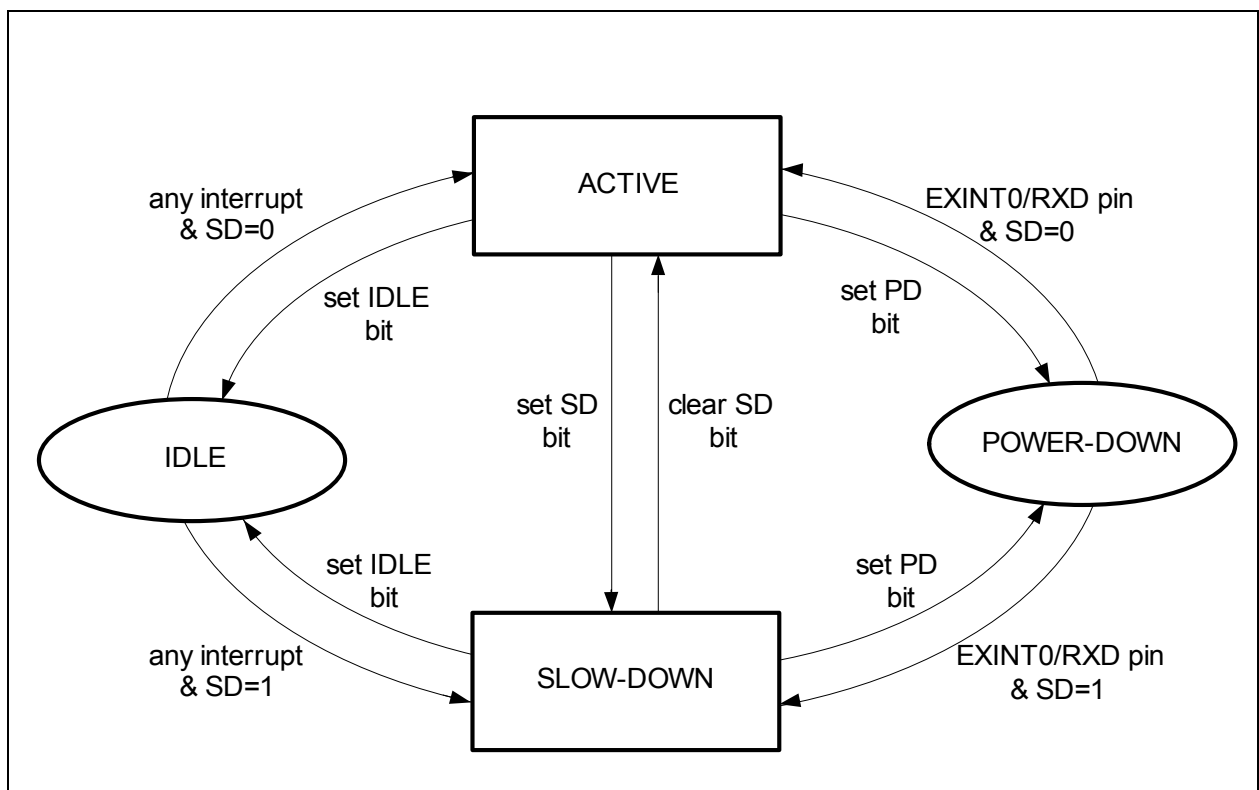 ACTIVE
any interrupt
& SD=0
EXINT0/RXD pin
& SD=0
set IDLE
bit
set PD
bit
set SD
bit
clear SD
bit
IDLE
POWER-DOWN
set IDLE
bit
set PD
bit
any interrupt
& SD=1
SLOW-DOWN
EXINT0/RXD pin
& SD=1